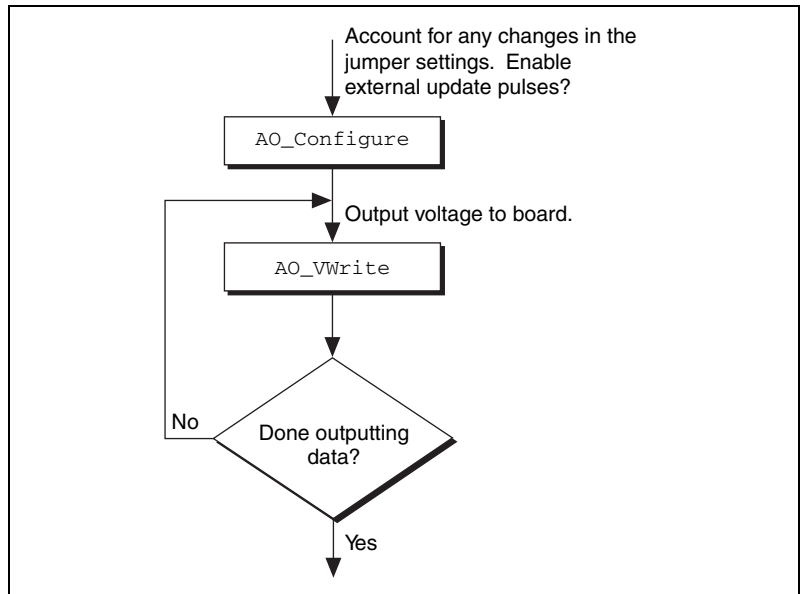 Account for any changes in the
jumper settings. Enable
external update pulses?
AO_Configure
Output voltage to board.
AO_VWrite
No
Done outputting
data?
Yes